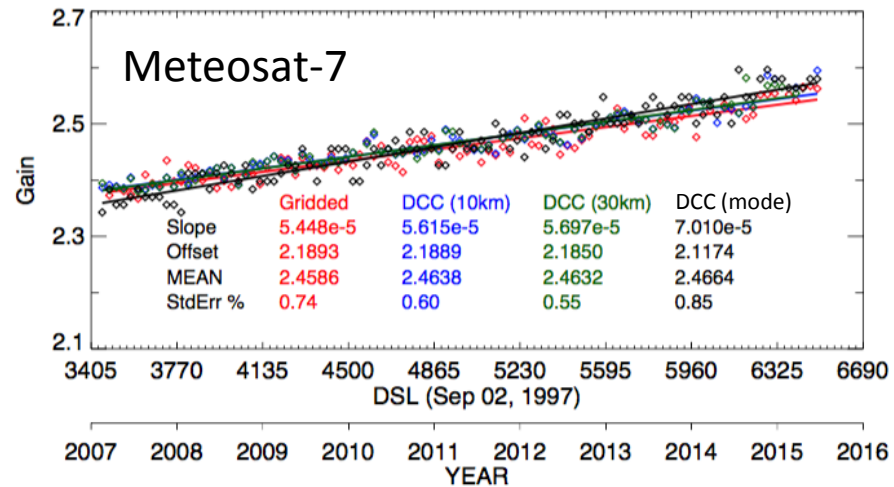 2.7
Meteosat-7
2.5
Gain
2.3
Gridded DCC (10km) DCC (30km) DCC (mode)
Slope 5.448e-5 5.615e-5 5.697e-5 7.010e-5
Offset 2.1893 2.1889 2.1850 2.1174
MEAN 2.4586 2.4638 2.4632 2.4664
StdErr % 0.74 0.60 0.55 0.85
2.1
3405 3770 4135 4500 4865 5230 5595 5960 6325 6690
DSL (Sep 02, 1997)
2007 2008 2009 2010 2011 2012 2013 2014 2015 2016
YEAR